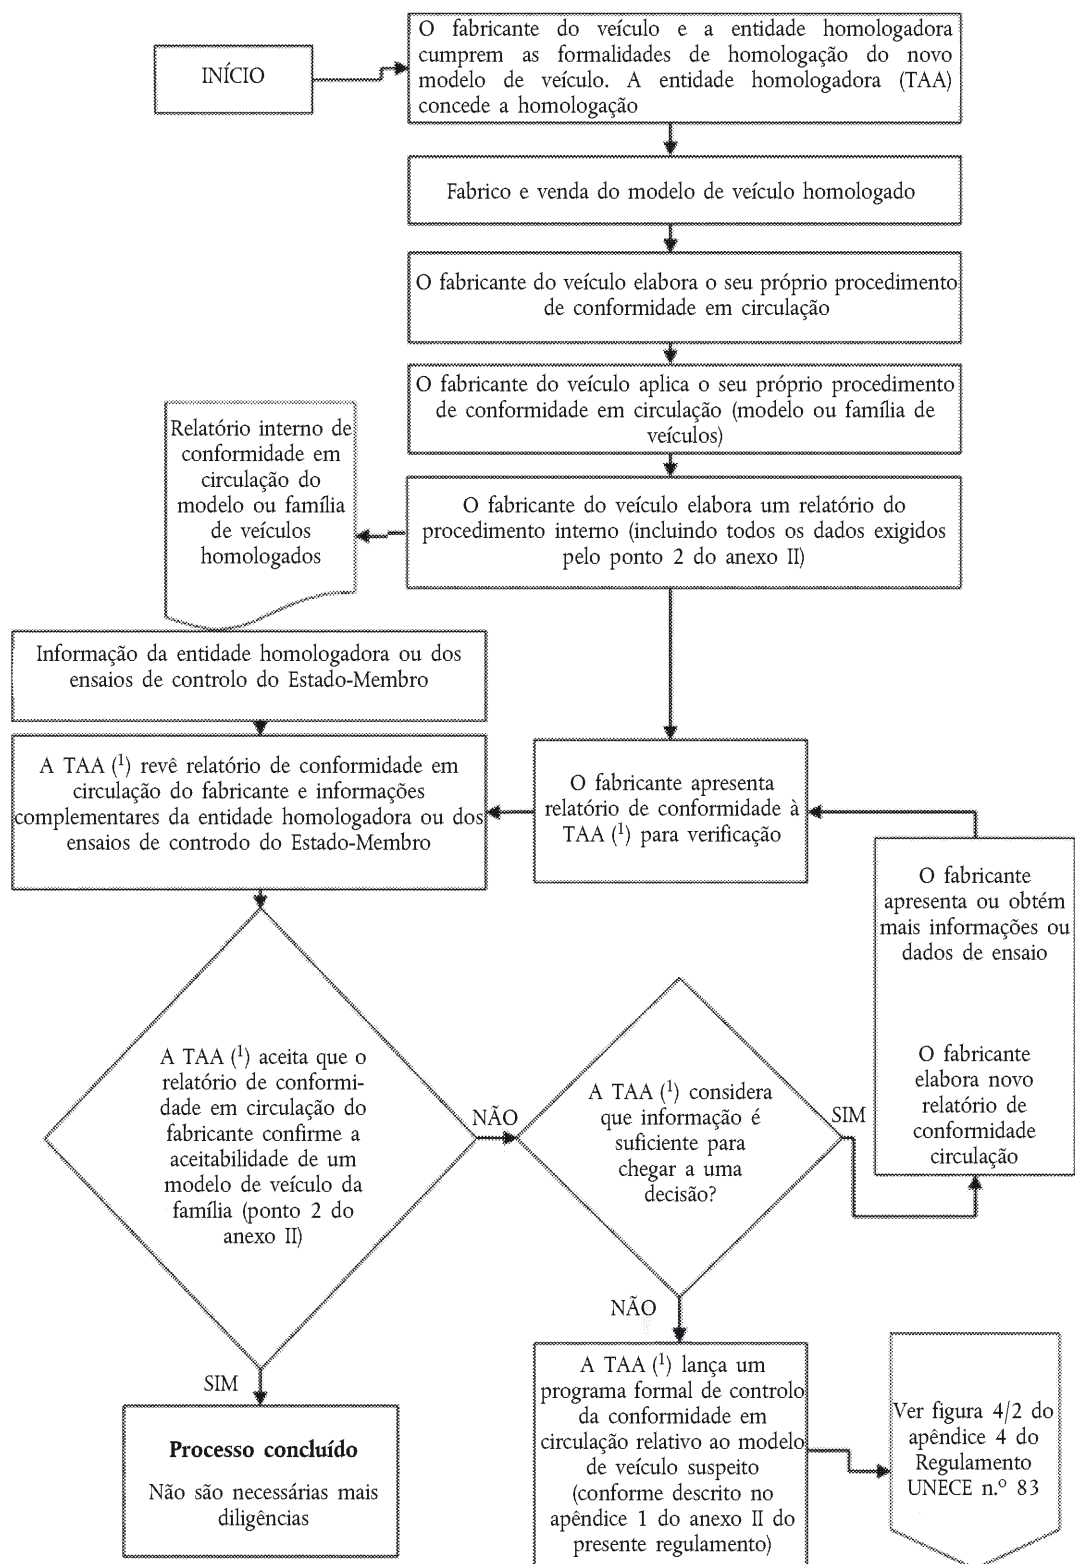 INÍCIO
O fabricante do veículo e a entidade homologadora
cumprem as formalidades de homologação do novo
modelo de veículo. A entidade homologadora (TAA)
concede a homologação
Fabrico e venda do modelo de veículo homologado
O fabricante do veículo elabora o seu próprio procedimento
de conformidade em circulação
O fabricante do veículo aplica o seu próprio procedimento
de conformidade em circulação (modelo ou família de
veículos)
Relatório interno de
conformidade em
circulação do
modelo ou família
de veículos
homologados
O fabricante do veículo elabora um relatório do
procedimento interno (incluindo todos os dados exigidos
pelo ponto 2 do anexo II)
Informação da entidade homologadora ou dos
ensaios de controlo do Estado-Membro
A TAA (¹) revê relatório de conformidade em
circulação do fabricante e informações
complementares da entidade homologadora ou dos
ensaios de controdo do Estado-Membro
O fabricante apresenta
relatório de conformidade à
TAA (¹) para verificação
O fabricante
apresenta ou obtém
mais informações ou
dados de ensaio
O fabricante
elabora novo
relatório de
conformidade
circulação
A TAA (¹) aceita que o
relatório de conformi-
dade em circulação do
fabricante confirme a
aceitabilidade de um
modelo de veículo da
família (ponto 2 do
anexo II)
NÃO
A TAA (¹) considera
que informação é
suficiente para
chegar a uma
decisão?
SIM
NÃO
SIM
Processo concluído
Não são necessárias mais
diligências
A TAA (¹) lança um
programa formal de controlo
da conformidade em
circulação relativo ao modelo
de veículo suspeito
(conforme descrito no
apêndice 1 do anexo II do
presente regulamento)
Ver figura 4/2 do
apêndice 4 do
Regulamento
UNECE n.º 83